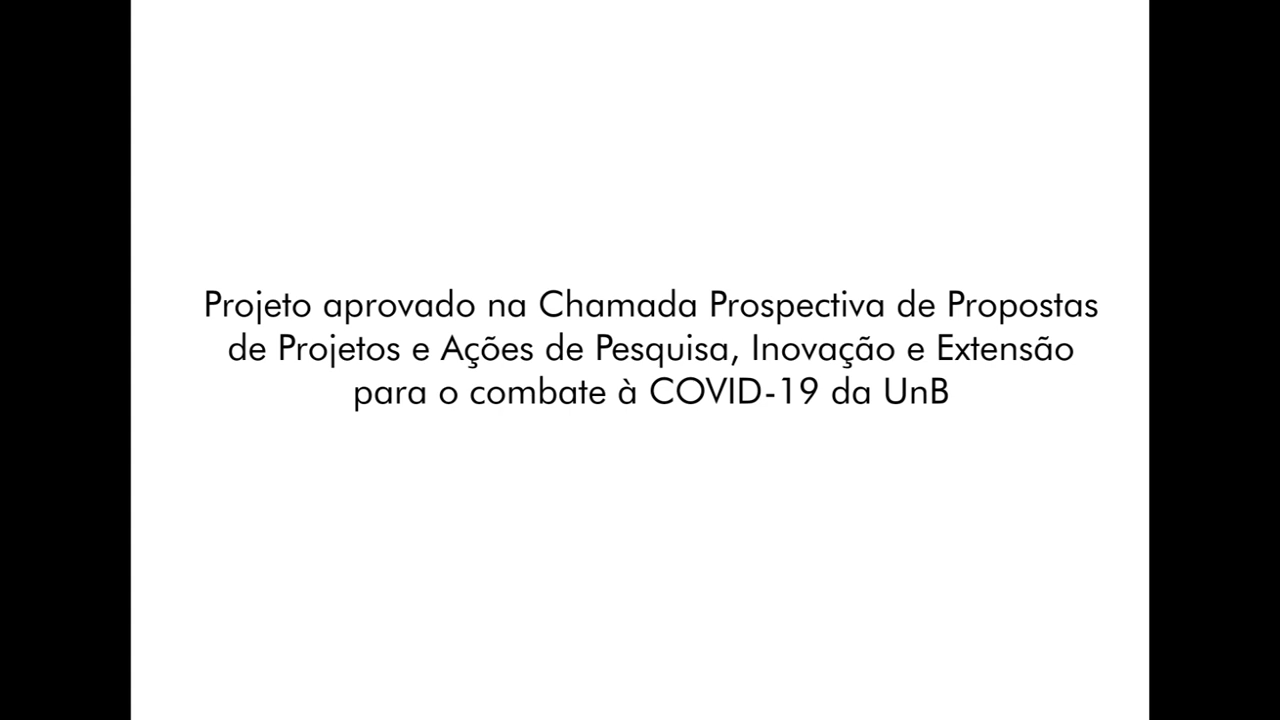 Projeto aprovado na Chamada Prospectiva de Propostas
de Projetos e Ações de Pesquisa, Inovação e Extensão
para o combate à COVID-19 da UnB